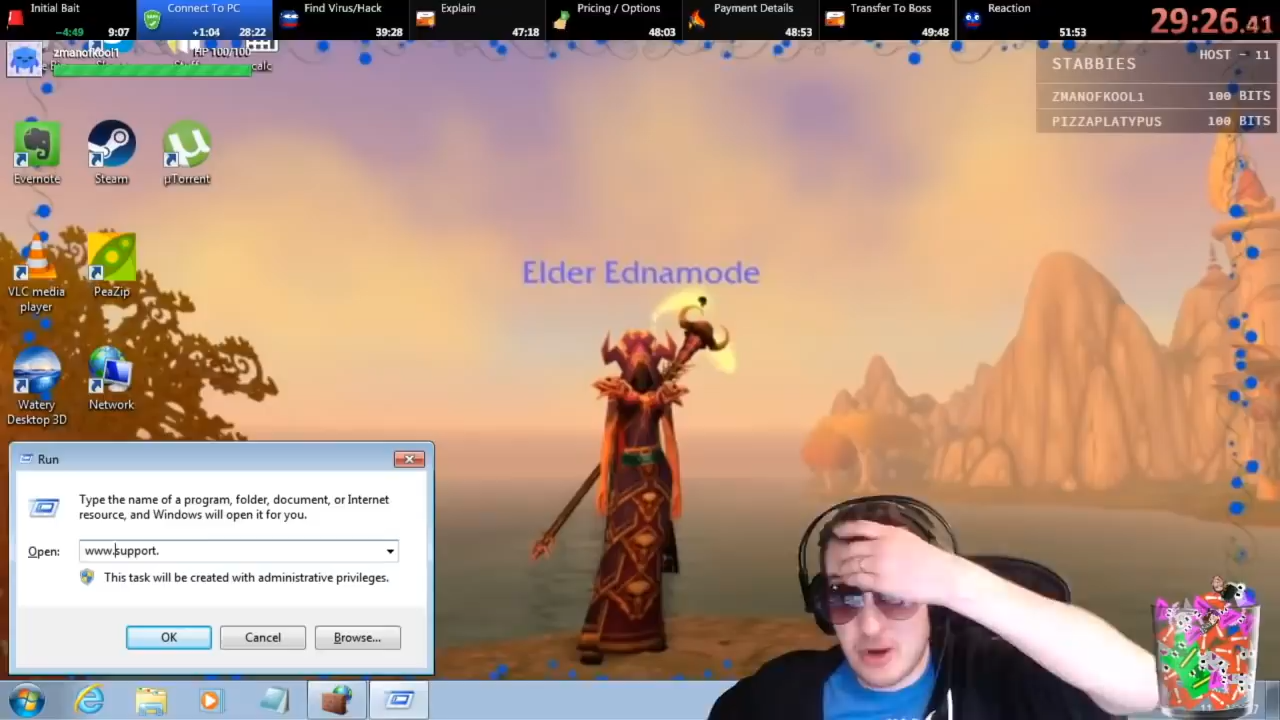 Initial Bait
-4:49 9:07
Connect To PC
+1:04 28:22
Find Virus/Hack
39:28
Explain
47:18
Pricing / Options
48:03
Payment Details
48:53
Transfer To Boss
49:48
Reaction
51:53
29:26.41
zmanofkool1
HP 100/100
calc
STABBIES
HOST - 11
ZMANOFKOOL1 100 BITS
PIZZAPLATYPUS 100 BITS
Evernote
Steam
µTorrent
VLC media
player
PeaZip
Watery
Desktop 3D
Network
Elder Ednamode
Run
Type the name of a program, folder, document, or Internet
resource, and Windows will open it for you.
Open:
www.support.
This task will be created with administrative privileges.
OK
Cancel
Browse...